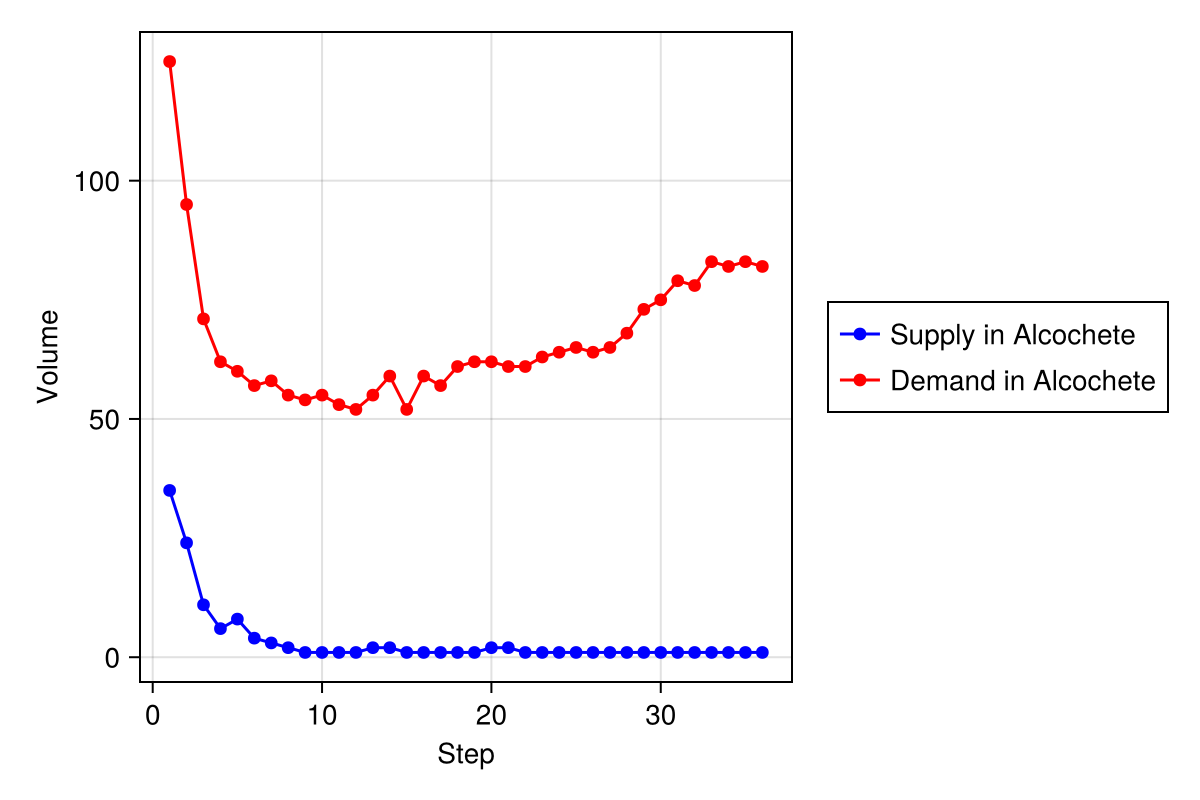 100
50
0
Volume
0 10 20 30
Step
Supply in Alcochete
Demand in Alcochete